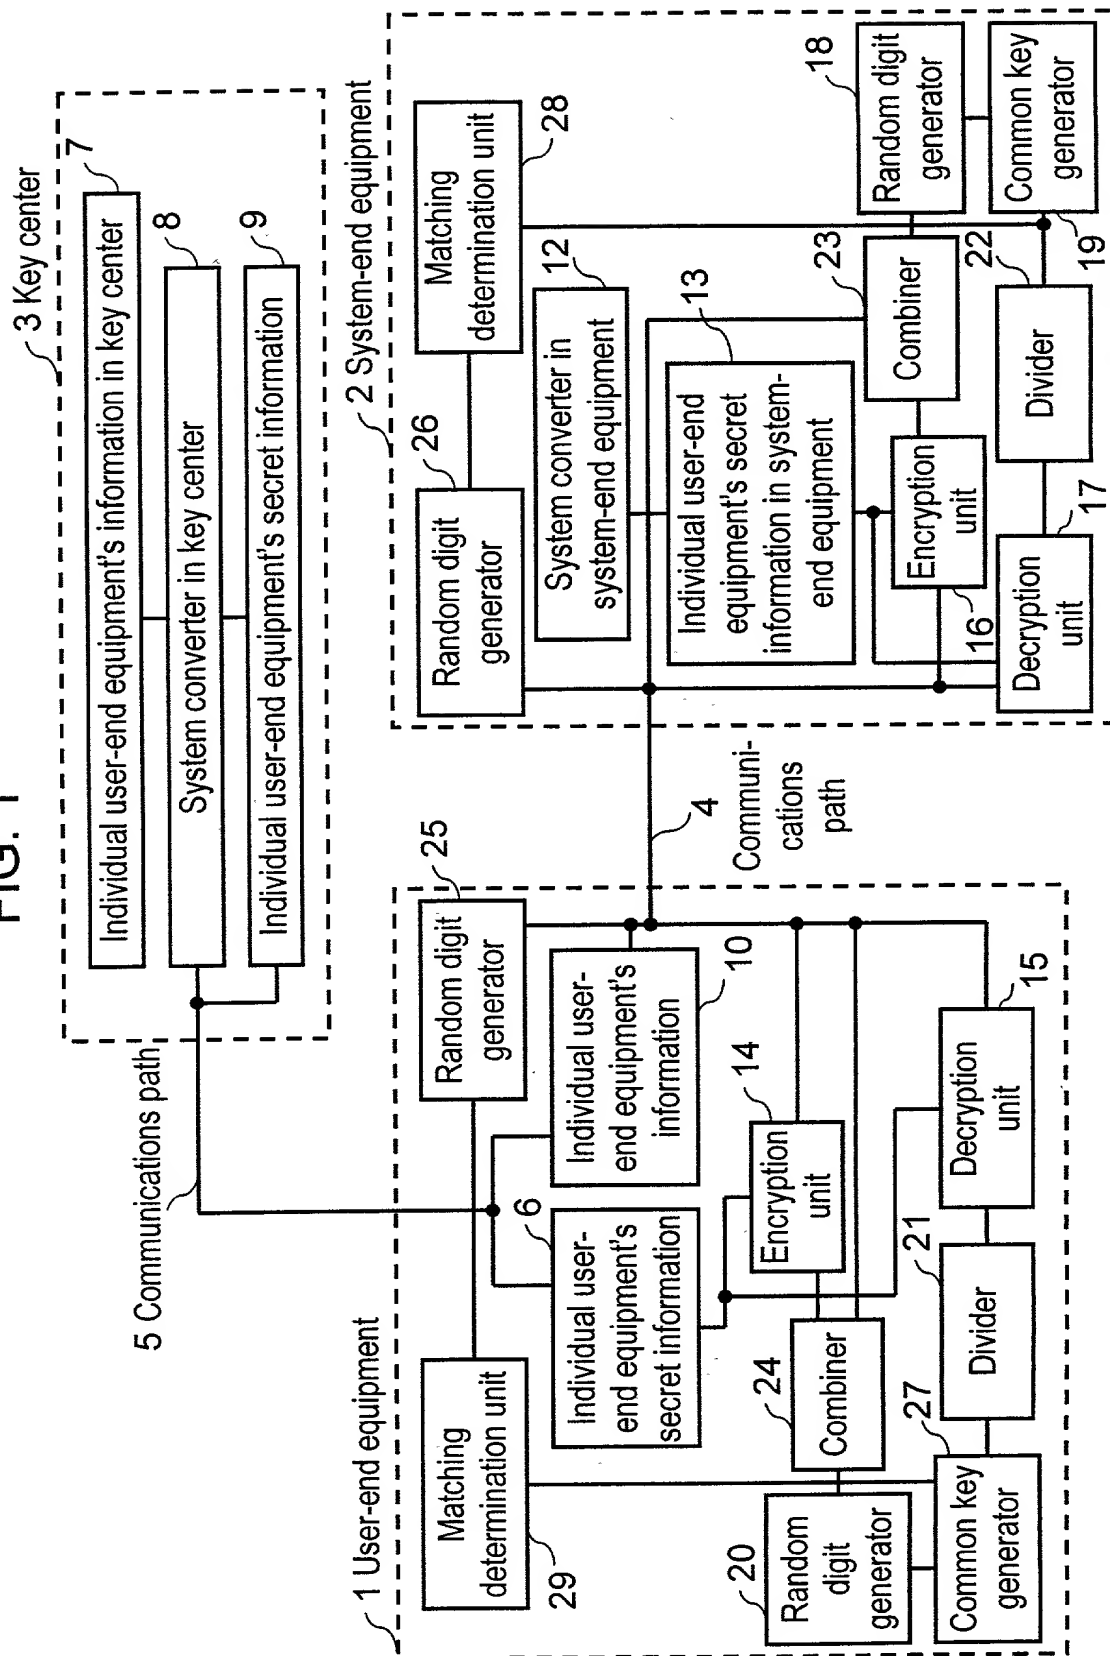 FIG. 1
3 Key center
7
Individual user-end equipment's information in key center
8
System converter in key center
9
Individual user-end equipment's secret information
5 Communications path
1 User-end equipment
Matching
determination unit
29
Random digit
generator
25
6
Individual user-
end equipment's
secret information
Individual user-
end equipment's
information
10
Encryption
unit
14
20
Random
digit
generator
24
Combiner
27
Common key
generator
21
Divider
Decryption
unit
15
4
Communi-
cations
path
2 System-end equipment
26
Random digit
generator
Matching
determination unit
28
12
System converter in
system-end equipment
13
Individual user-end
equipment's secret
information in system-
end equipment
18
Random digit
generator
23
Combiner
Encryption
unit
16
Common key
generator
19
22
Divider
17
Decryption
unit